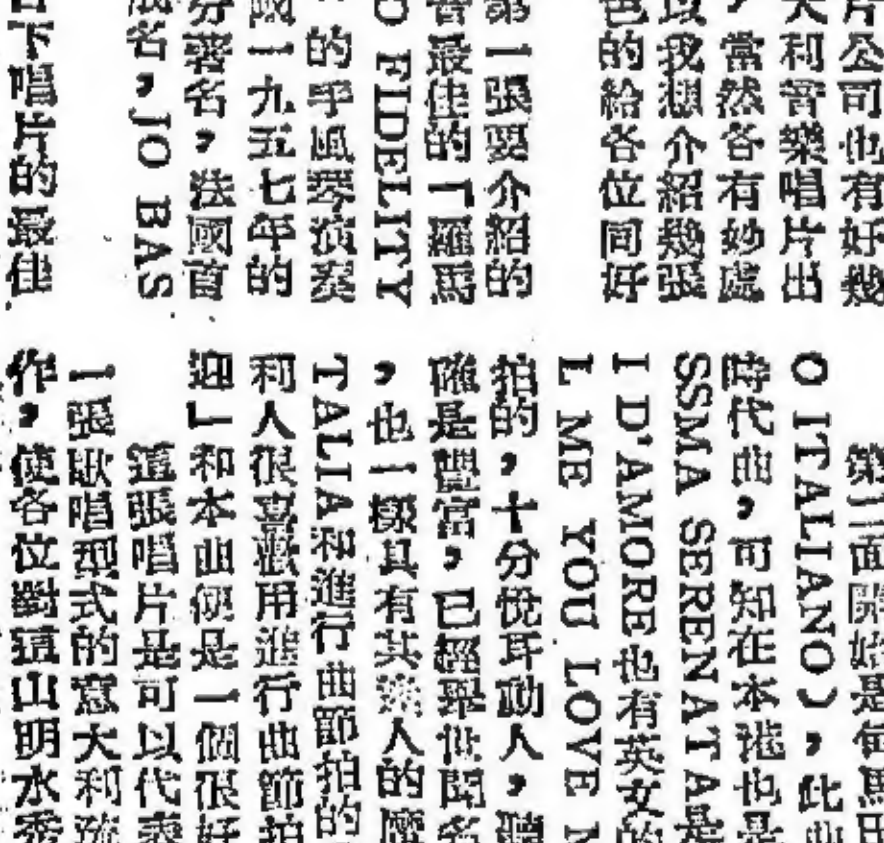 片公司也有好幾
大利音樂唱片出
，當然各有妙處
以我想介紹幾張
色的給各位同好
第一張要介紹的
音最佳的「羅馬
O FIDELITY
的手風琴演奏
國一九五七年的
分著名，法國首
成名，JO BAS
下唱片的最佳
第二面開始是
O ITALIANO），此曲
時代曲，可知在本港也是
SSMA SERENATA是
I D'AMORE也有英文的
L ME YOU LOVE
拍的，十分悅耳動人，聽
確是豐富，已經舉世聞名
，也一樣具有其樂人的
TALIA和進行曲節拍的
利人很喜歡用進行曲節拍
迎」和本曲便是一個很好
這張唱片是可以代表
一張歌唱型式的意大利
作，使各位對這山明水秀